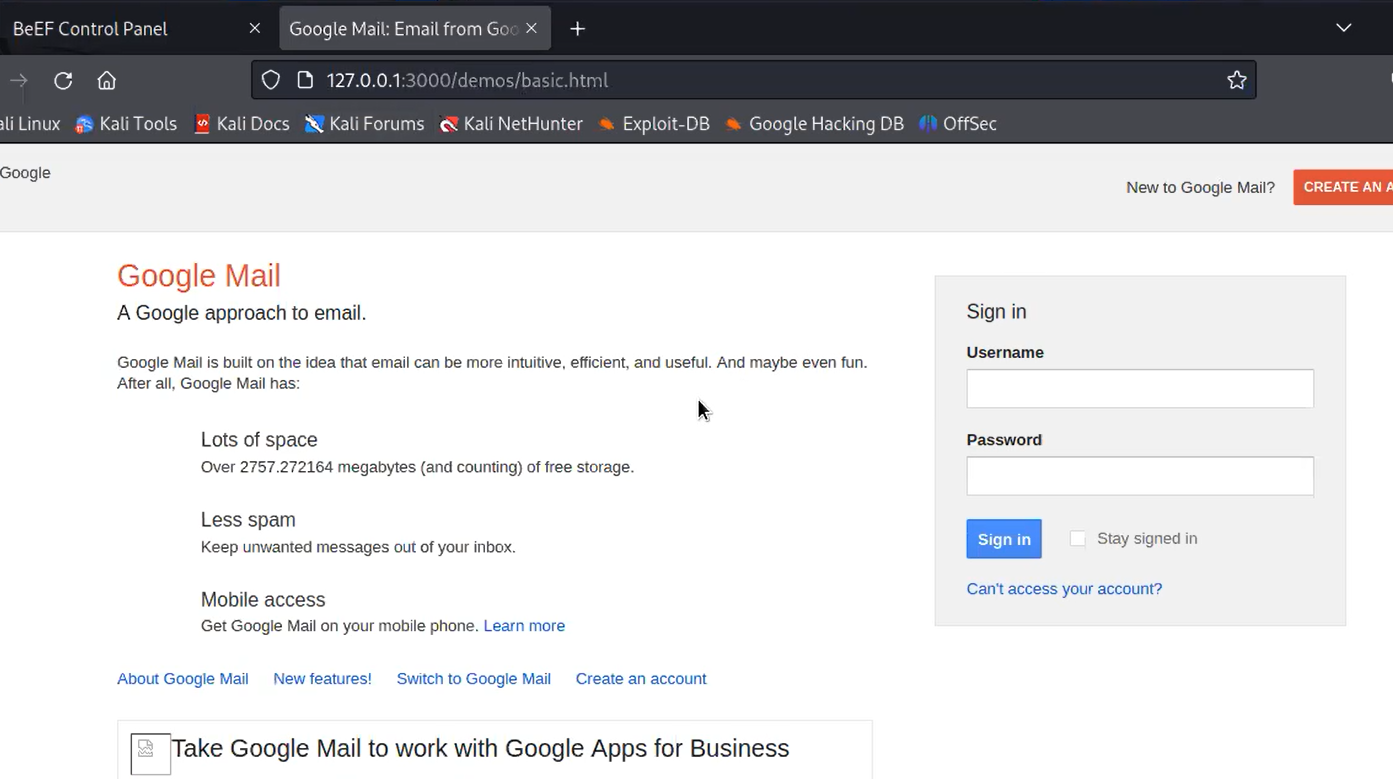 BeEF Control Panel
Google Mail: Email from Goo
127.0.0.1:3000/demos/basic.html
ali Linux Kali Tools Kali Docs Kali Forums Kali NetHunter Exploit-DB Google Hacking DB OffSec
Google
New to Google Mail? CREATE AN A
Google Mail
A Google approach to email.
Google Mail is built on the idea that email can be more intuitive, efficient, and useful. And maybe even fun.
After all, Google Mail has:
Lots of space
Over 2757.272164 megabytes (and counting) of free storage.
Less spam
Keep unwanted messages out of your inbox.
Mobile access
Get Google Mail on your mobile phone. Learn more
About Google Mail New features! Switch to Google Mail Create an account
Take Google Mail to work with Google Apps for Business
Sign in
Username
Password
Sign in Stay signed in
Can't access your account?